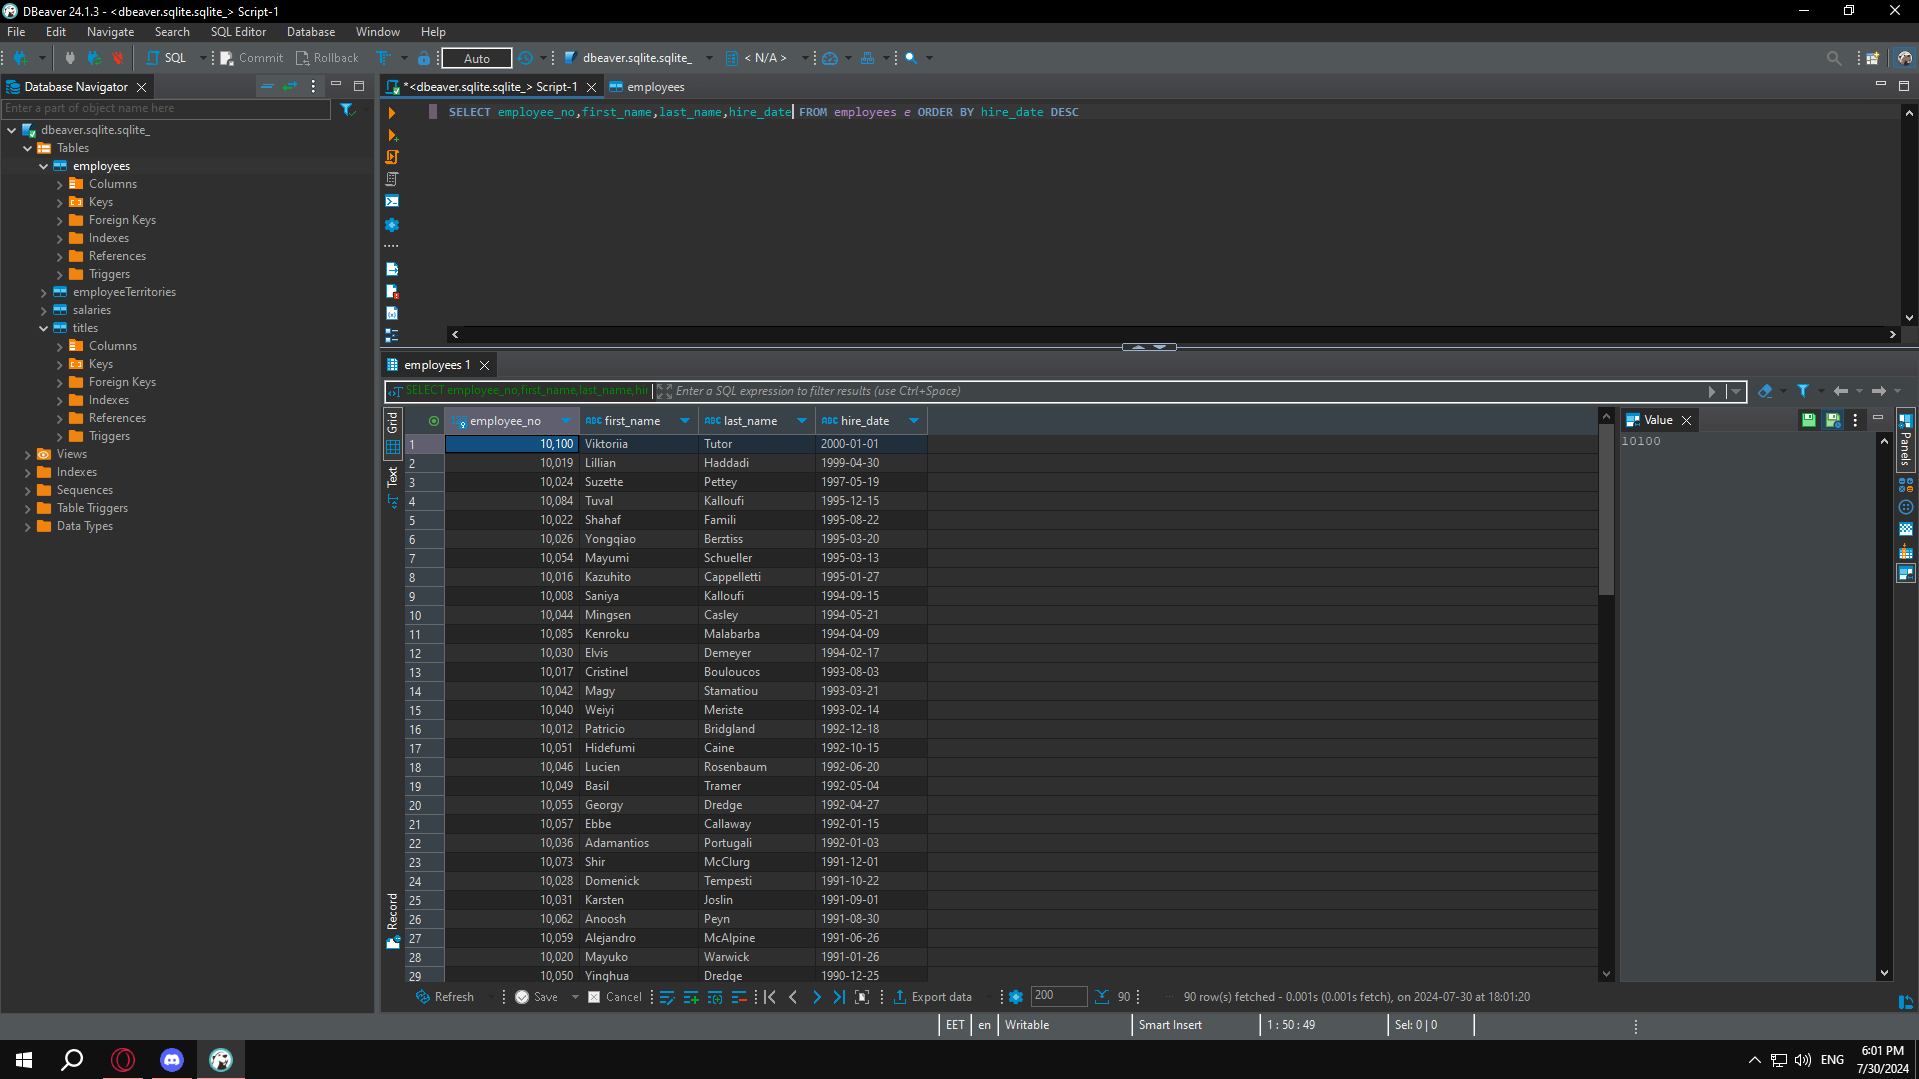 DBeaver 24.1.3 - <dbeaver.sqlite.sqlite_> Script-1
File Edit Navigate Search SQL Editor Database Window Help
SQL Commit Rollback Auto dbeaver.sqlite.sqlite_ < N/A >
Database Navigator
*<dbeaver.sqlite.sqlite_> Script-1 employees
Enter a part of object name here
SELECT employee_no,first_name,last_name,hire_date FROM employees e ORDER BY hire_date DESC
dbeaver.sqlite.sqlite_
Tables
employees
Columns
Keys
Foreign Keys
Indexes
References
Triggers
employeeTerritories
salaries
titles
Columns
Keys
Foreign Keys
Indexes
References
Triggers
Views
Indexes
Sequences
Table Triggers
Data Types
employees 1
SELECT employee_no,first_name,last_name,hir Enter a SQL expression to filter results (use Ctrl+Space)
Grid
Text
Record
employee_no ABC first_name ABC last_name ABC hire_date
1 10,100 Viktoriia Tutor 2000-01-01
2 10,019 Lillian Haddadi 1999-04-30
3 10,024 Suzette Pettey 1997-05-19
4 10,084 Tuval Kalloufi 1995-12-15
5 10,022 Shahaf Famili 1995-08-22
6 10,026 Yongqiao Berztiss 1995-03-20
7 10,054 Mayumi Schueller 1995-03-13
8 10,016 Kazuhito Cappelletti 1995-01-27
9 10,008 Saniya Kalloufi 1994-09-15
10 10,044 Mingsen Casley 1994-05-21
11 10,085 Kenroku Malabarba 1994-04-09
12 10,030 Elvis Demeyer 1994-02-17
13 10,017 Cristinel Bouloucos 1993-08-03
14 10,042 Magy Stamatiou 1993-03-21
15 10,040 Weiyi Meriste 1993-02-14
16 10,012 Patricio Bridgland 1992-12-18
17 10,051 Hidefumi Caine 1992-10-15
18 10,046 Lucien Rosenbaum 1992-06-20
19 10,049 Basil Tramer 1992-05-04
20 10,055 Georgy Dredge 1992-04-27
21 10,057 Ebbe Callaway 1992-01-15
22 10,036 Adamantios Portugali 1992-01-03
23 10,073 Shir McClurg 1991-12-01
24 10,028 Domenick Tempesti 1991-10-22
25 10,031 Karsten Joslin 1991-09-01
26 10,062 Anoosh Peyn 1991-08-30
27 10,059 Alejandro McAlpine 1991-06-26
28 10,020 Mayuko Warwick 1991-01-26
29 10,050 Yinghua Dredge 1990-12-25
Value
10100
Panels
Refresh Save Cancel Export data 200 90 90 row(s) fetched - 0.001s (0.001s fetch), on 2024-07-30 at 18:01:20
EET en Writable Smart Insert 1 : 50 : 49 Sel: 0 | 0
ENG
6:01 PM
7/30/2024